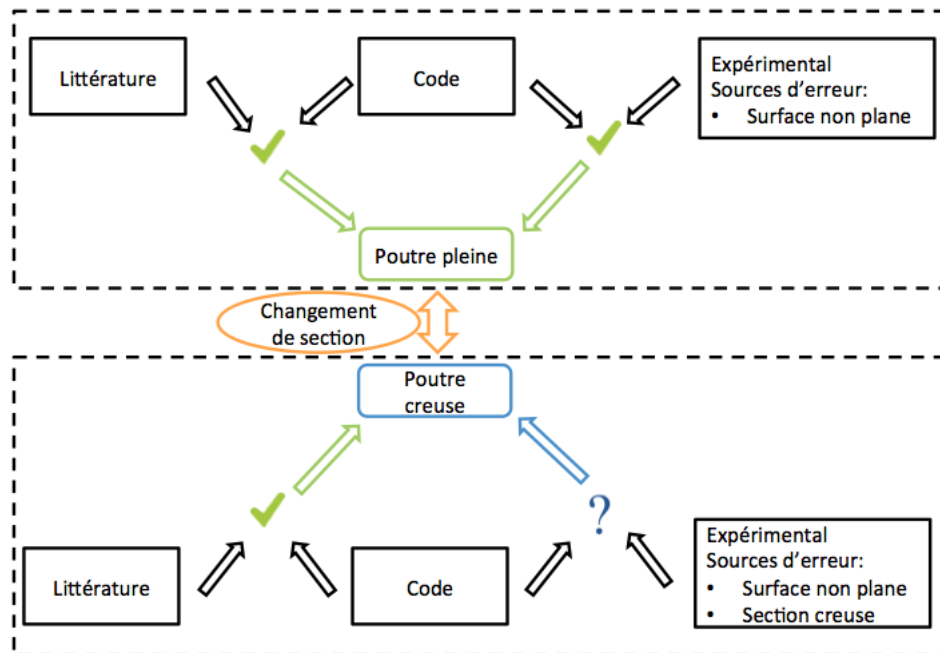 Littérature
Code
Expérimental
Sources d’erreur:
• Surface non plane
Poutre pleine
Changement
de section
Poutre
creuse
?
Littérature
Code
Expérimental
Sources d’erreur:
• Surface non plane
• Section creuse